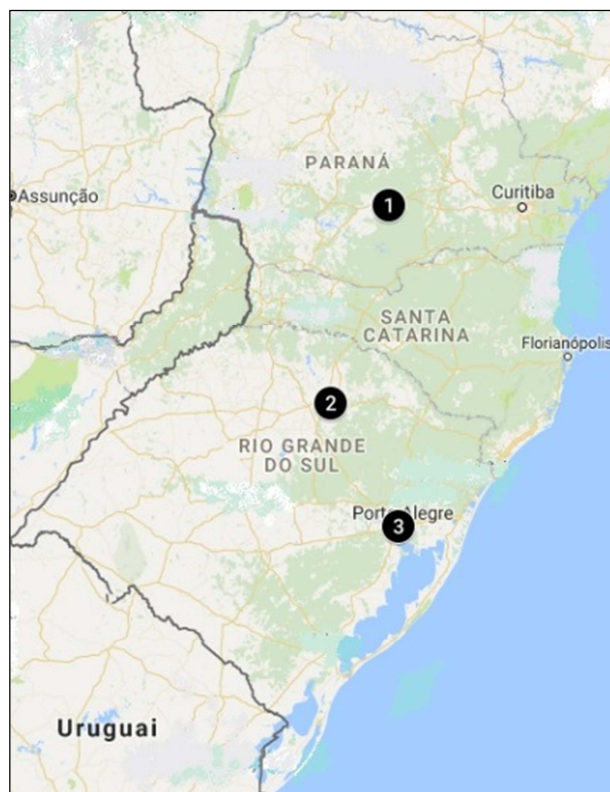 PARANÁ
Assunção
1
Curitiba
SANTA
CATARINA
Florianópolis
2
RIO GRANDE
DO SUL
Porto Alegre
3
Uruguai